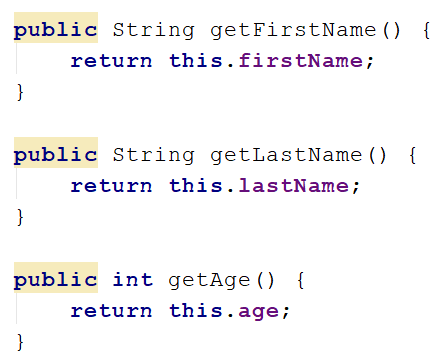 public String getFirstName() {
    return this.firstName;
}
public String getLastName() {
    return this.lastName;
}
public int getAge() {
    return this.age;
}